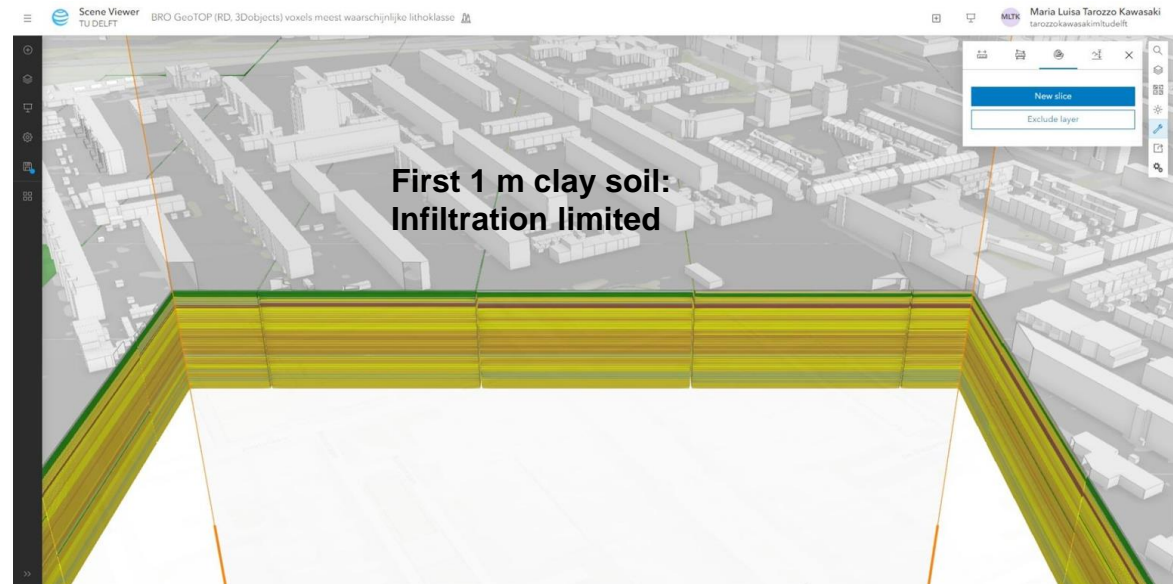 Scene Viewer
TU DELFT
BRO GeoTOP (RD, 3Dobjects) voxels meest waarschijnlijke lithoklasse
MLTK
Maria Luisa Tarozzo Kawasaki
tarozzokawasakimltudelft
New slice
Exclude layer
First 1 m clay soil:
Infiltration limited